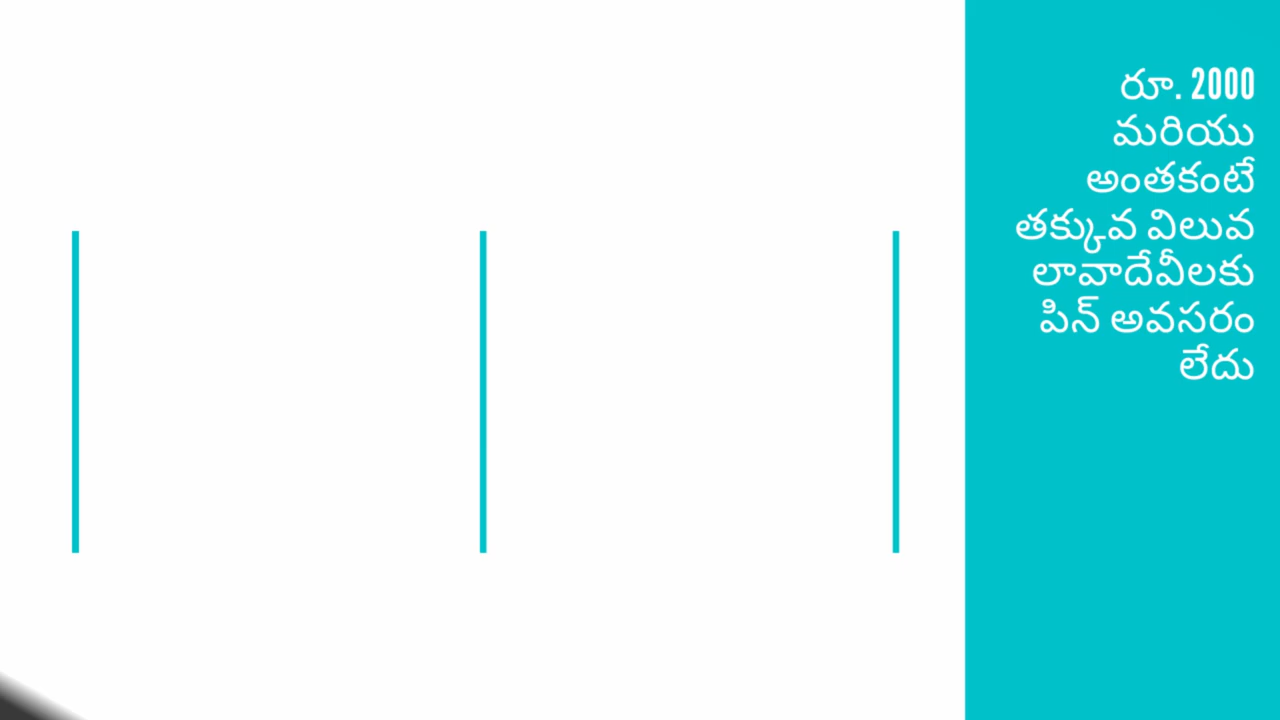 రూ. 2000
మరియు
అంతకంటే
తక్కువ విలువ
లావాదేవీలకు
పిన్ అవసరం
లేదు